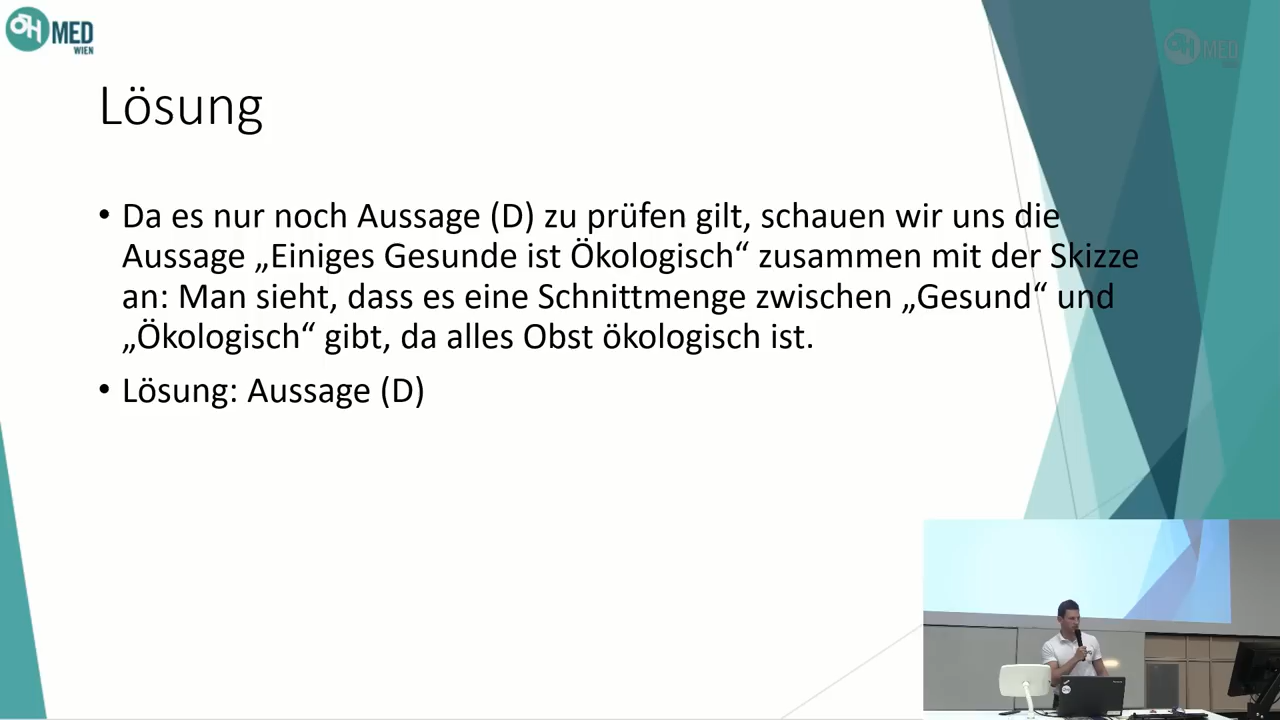 ÖH MED
WIEN
ÖH MED
Lösung
• Da es nur noch Aussage (D) zu prüfen gilt, schauen wir uns die
Aussage „Einiges Gesunde ist Ökologisch“ zusammen mit der Skizze
an: Man sieht, dass es eine Schnittmenge zwischen „Gesund“ und
„Ökologisch“ gibt, da alles Obst ökologisch ist.
• Lösung: Aussage (D)